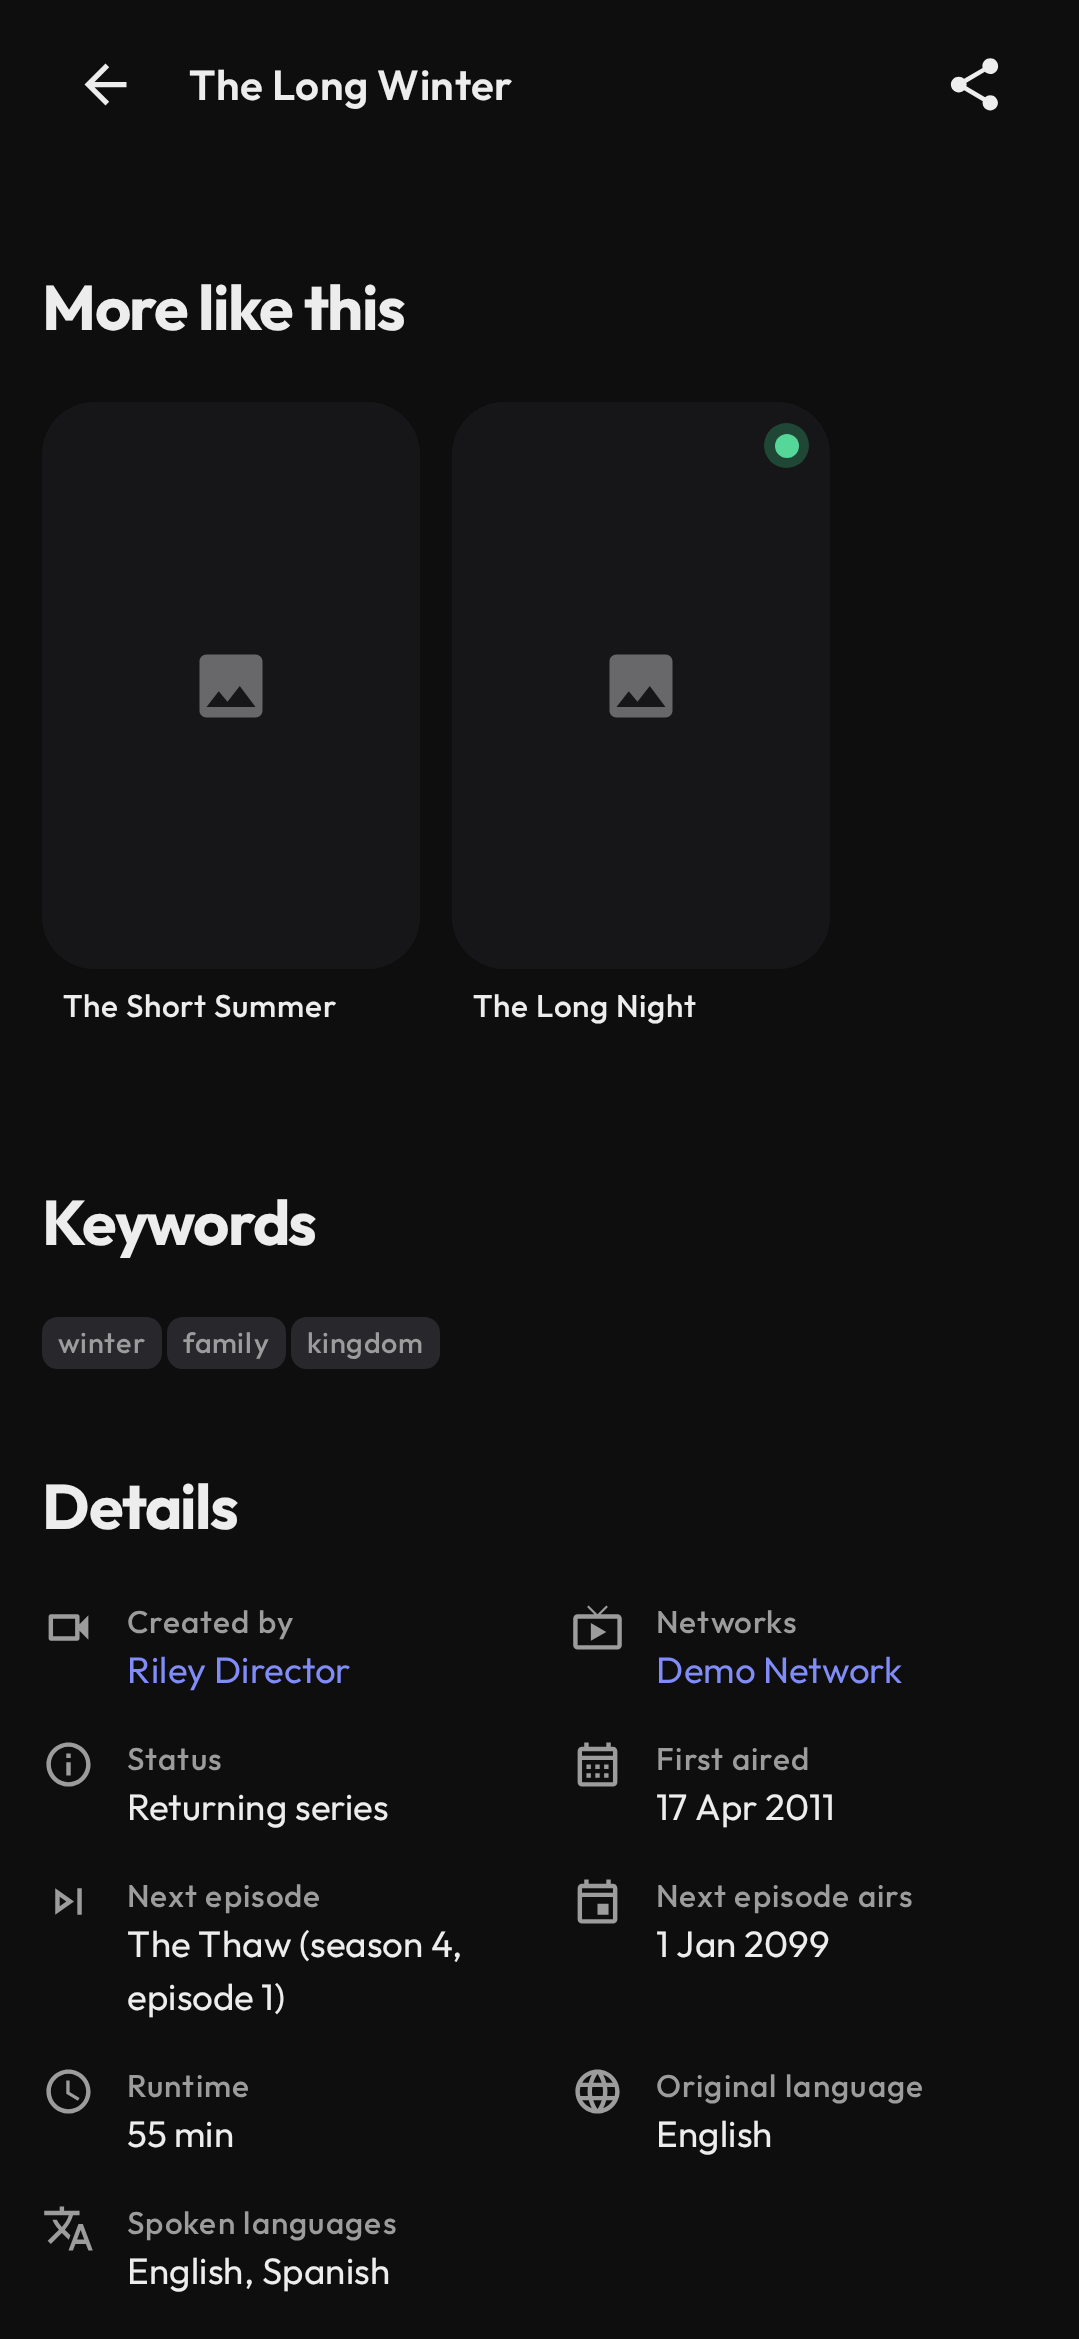 The Long Winter
More like this
The Short Summer
The Long Night
Keywords
winter family kingdom
Details
Created by
Riley Director
Networks
Demo Network
Status
Returning series
First aired
17 Apr 2011
Next episode
The Thaw (season 4,
episode 1)
Next episode airs
1 Jan 2099
Runtime
55 min
Original language
English
Spoken languages
English, Spanish